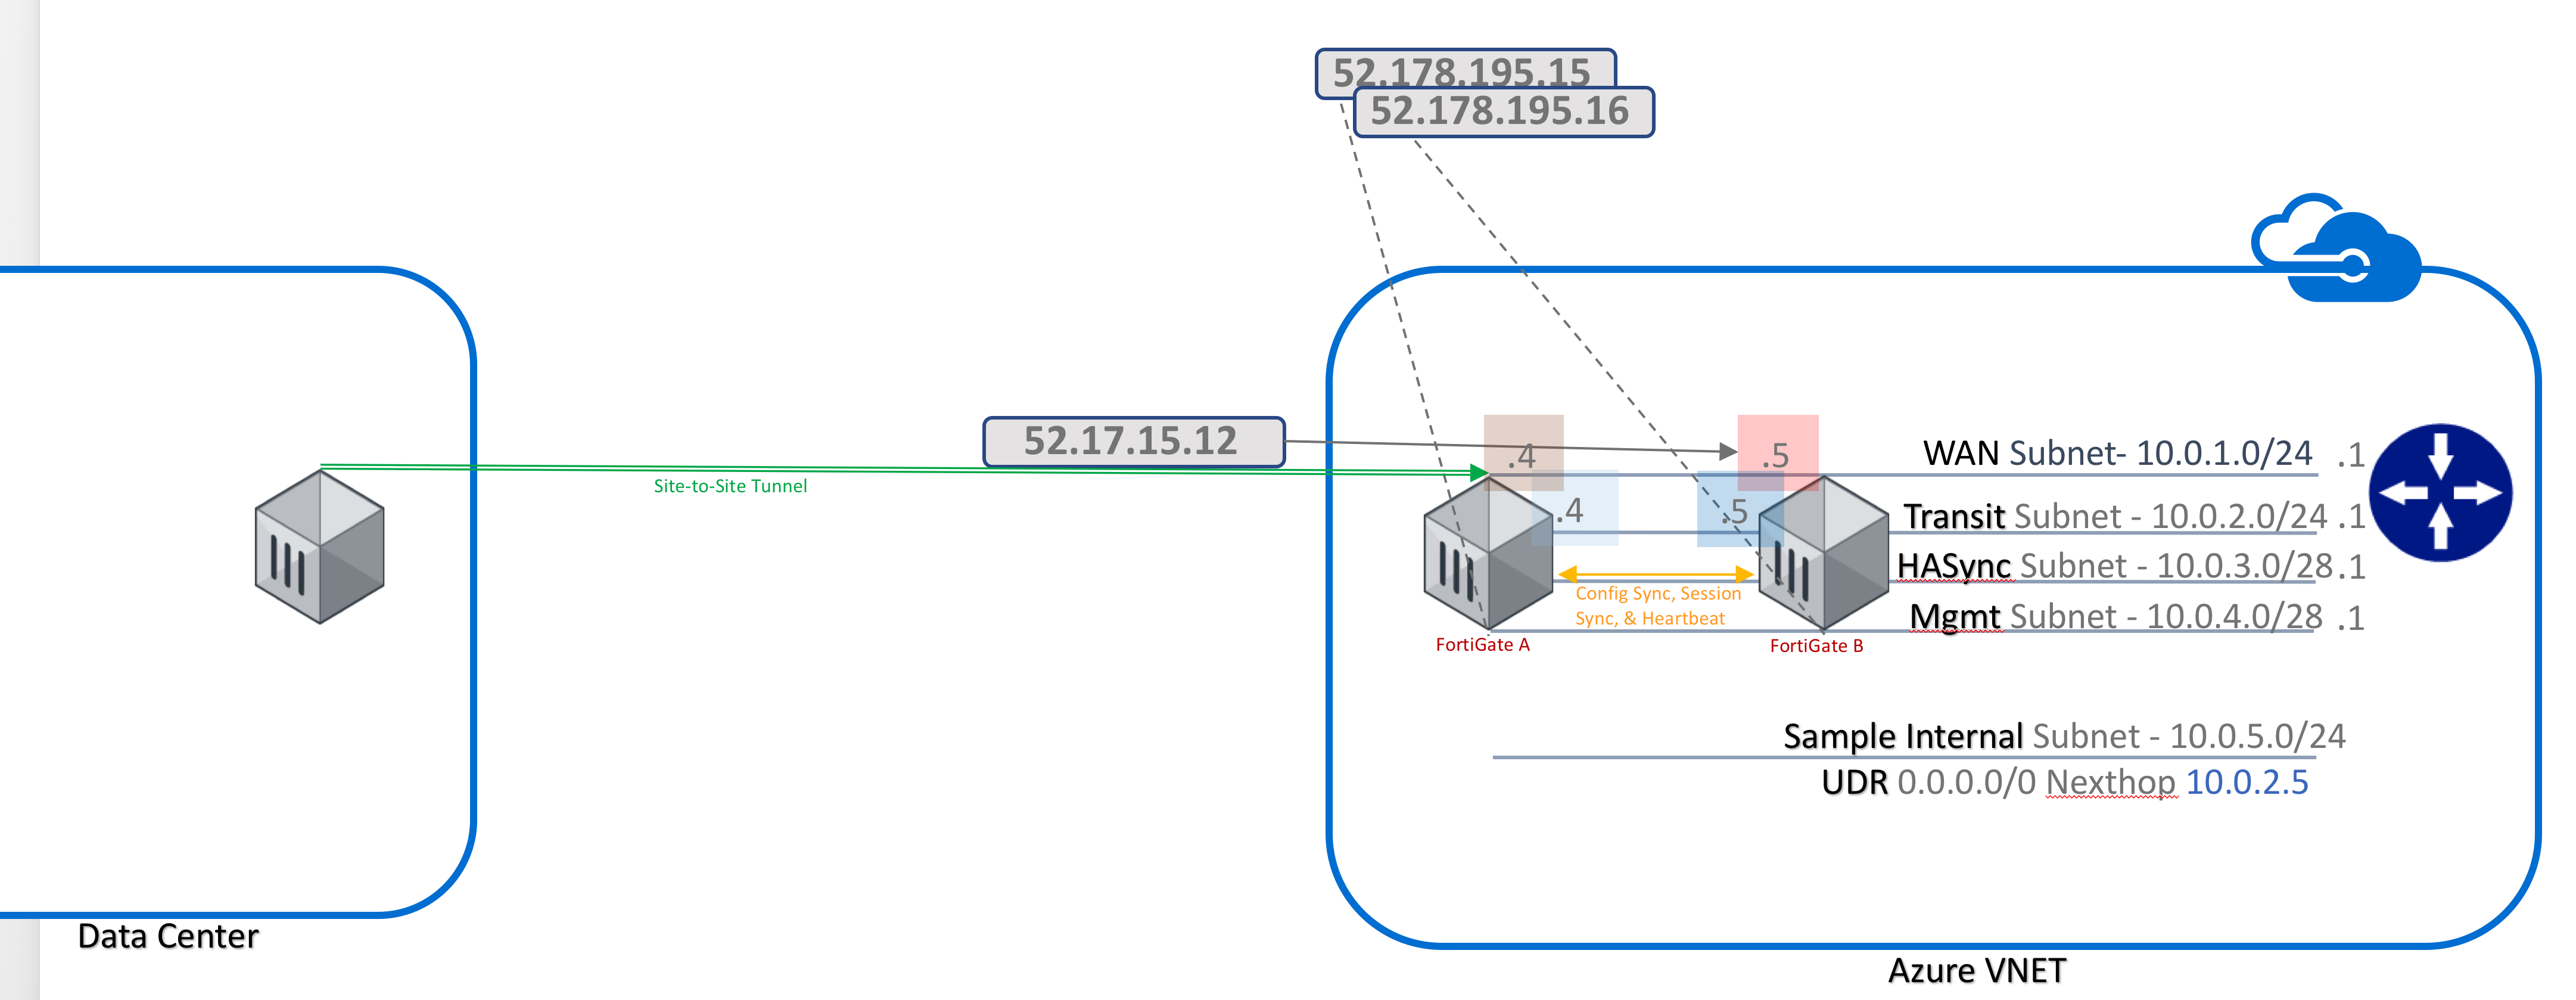 52.178.195.15
52.178.195.16
52.17.15.12
Site-to-Site Tunnel
.4
.5
.4
.5
WAN Subnet- 10.0.1.0/24 .1
Transit Subnet - 10.0.2.0/24 .1
HASync Subnet - 10.0.3.0/28 .1
Mgmt Subnet - 10.0.4.0/28 .1
Config Sync, Session
Sync, & Heartbeat
FortiGate A
FortiGate B
Sample Internal Subnet - 10.0.5.0/24
UDR 0.0.0.0/0 Nexthop 10.0.2.5
Data Center
Azure VNET